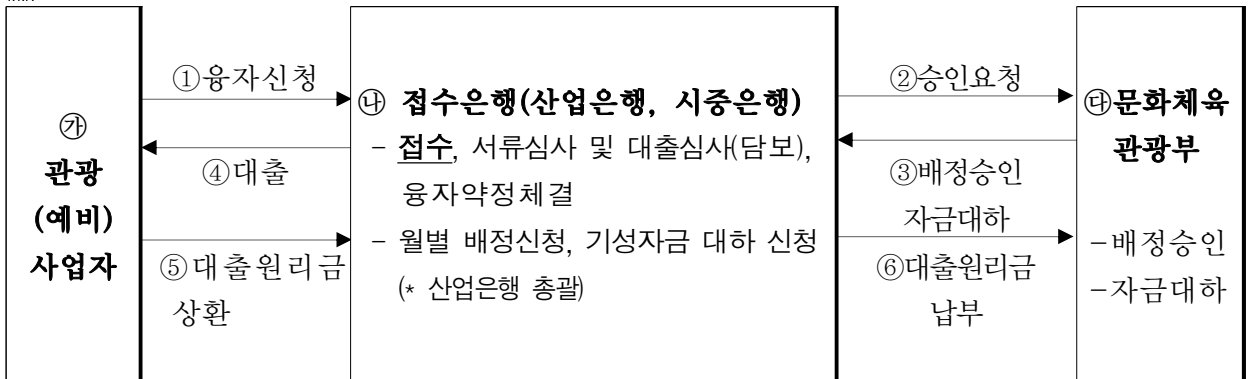 ㉮
관광
(예비)
사업자
①융자신청
④대출
⑤대출원리금
상환
㉯ 접수은행(산업은행, 시중은행)
- 접수, 서류심사 및 대출심사(담보),
융자약정체결
- 월별 배정신청, 기성자금 대하 신청
(* 산업은행 총괄)
②승인요청
③배정승인
자금대하
⑥대출원리금
납부
㉰문화체육
관광부
-배정승인
-자금대하